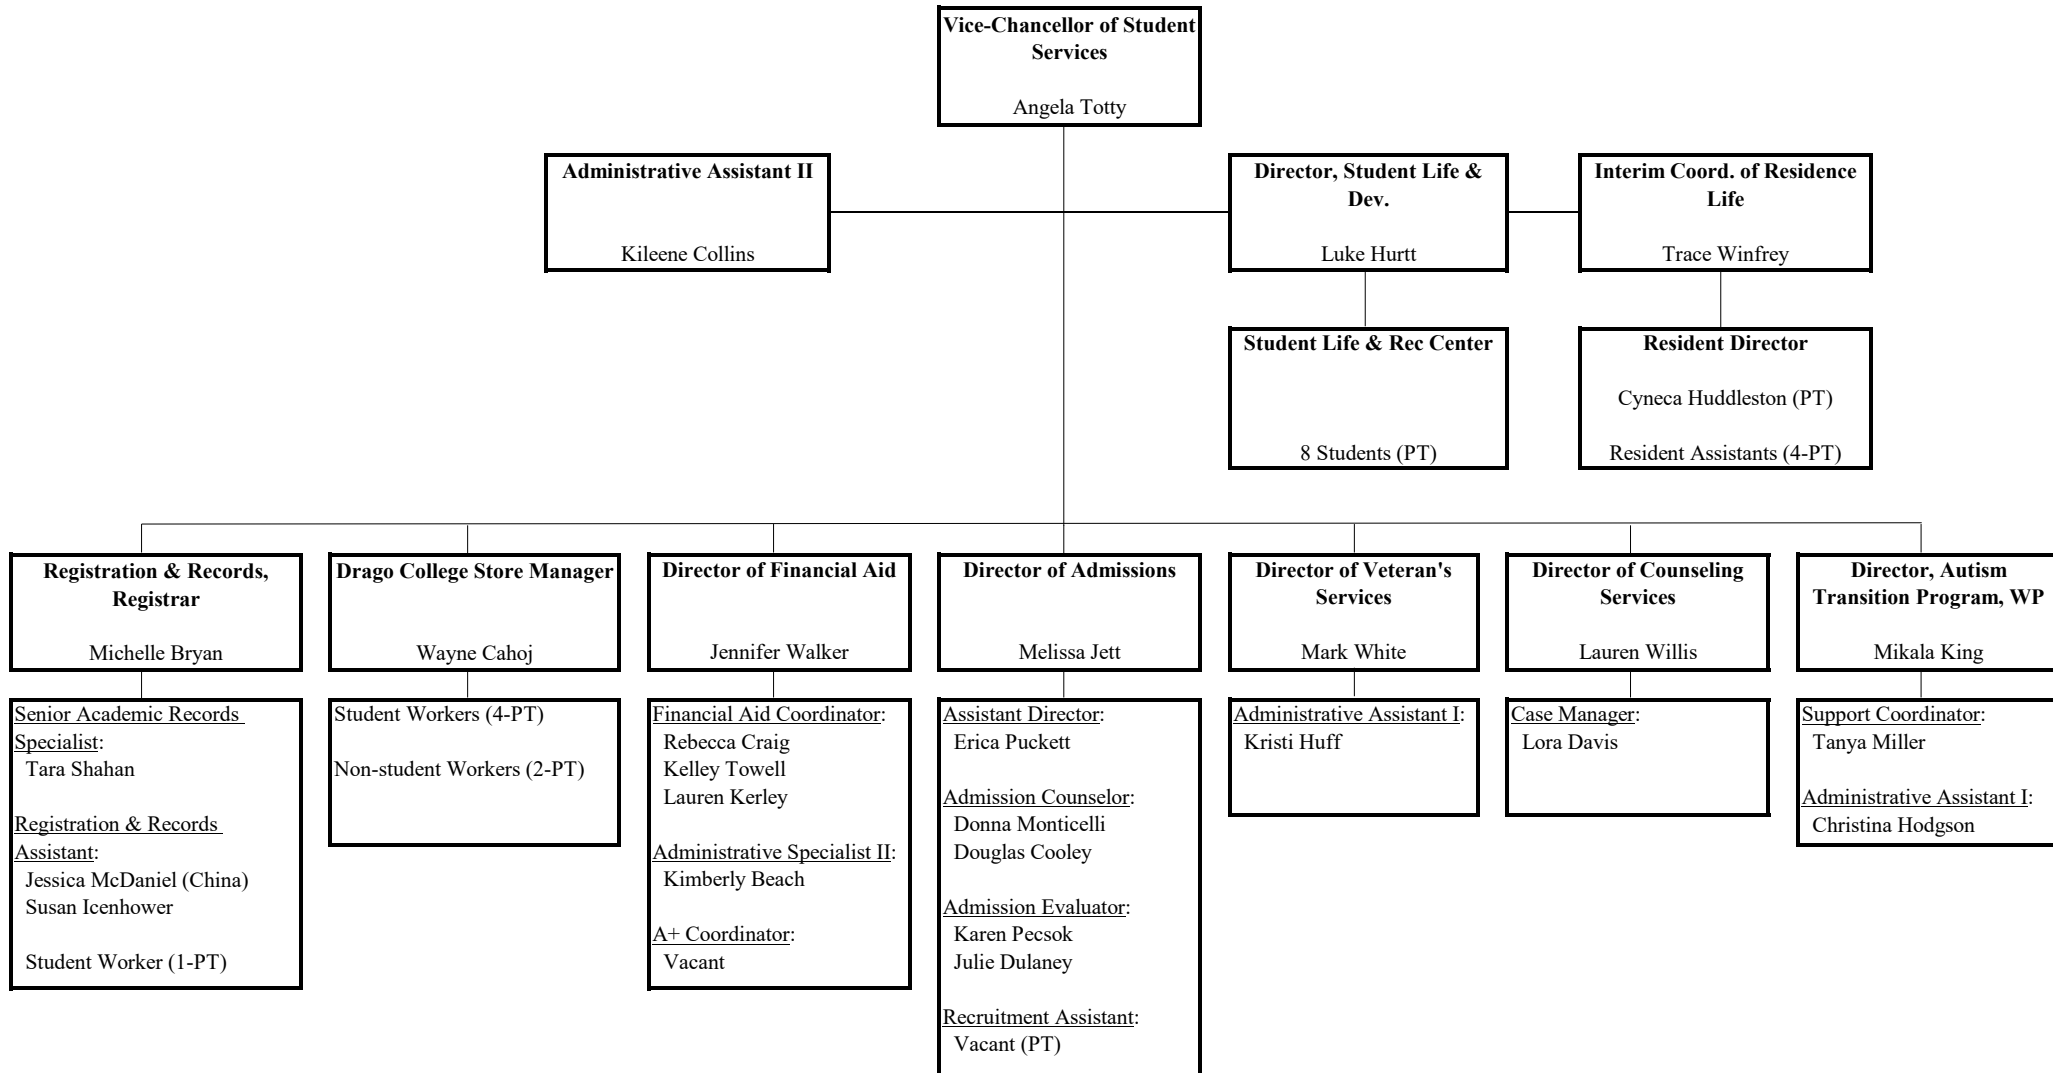 Vice-Chancellor of Student
Services
Angela Totty
Administrative Assistant II
Kileene Collins
Director, Student Life &
Dev.
Luke Hurtt
Interim Coord. of Residence
Life
Trace Winfrey
Student Life & Rec Center
8 Students (PT)
Resident Director
Cyneca Huddleston (PT)
Resident Assistants (4-PT)
Registration & Records,
Registrar
Michelle Bryan
Drago College Store Manager
Wayne Cahoj
Director of Financial Aid
Jennifer Walker
Director of Admissions
Melissa Jett
Director of Veteran's
Services
Mark White
Director of Counseling
Services
Lauren Willis
Director, Autism
Transition Program, WP
Mikala King
Senior Academic Records
Specialist:
Tara Shahan
Registration & Records
Assistant:
Jessica McDaniel (China)
Susan Icenhower
Student Worker (1-PT)
Student Workers (4-PT)
Non-student Workers (2-PT)
Financial Aid Coordinator:
Rebecca Craig
Kelley Towell
Lauren Kerley
Administrative Specialist II:
Kimberly Beach
A+ Coordinator:
Vacant
Assistant Director:
Erica Puckett
Admission Counselor:
Donna Monticelli
Douglas Cooley
Admission Evaluator:
Karen Pecsok
Julie Dulaney
Recruitment Assistant:
Vacant (PT)
Administrative Assistant I:
Kristi Huff
Case Manager:
Lora Davis
Support Coordinator:
Tanya Miller
Administrative Assistant I:
Christina Hodgson